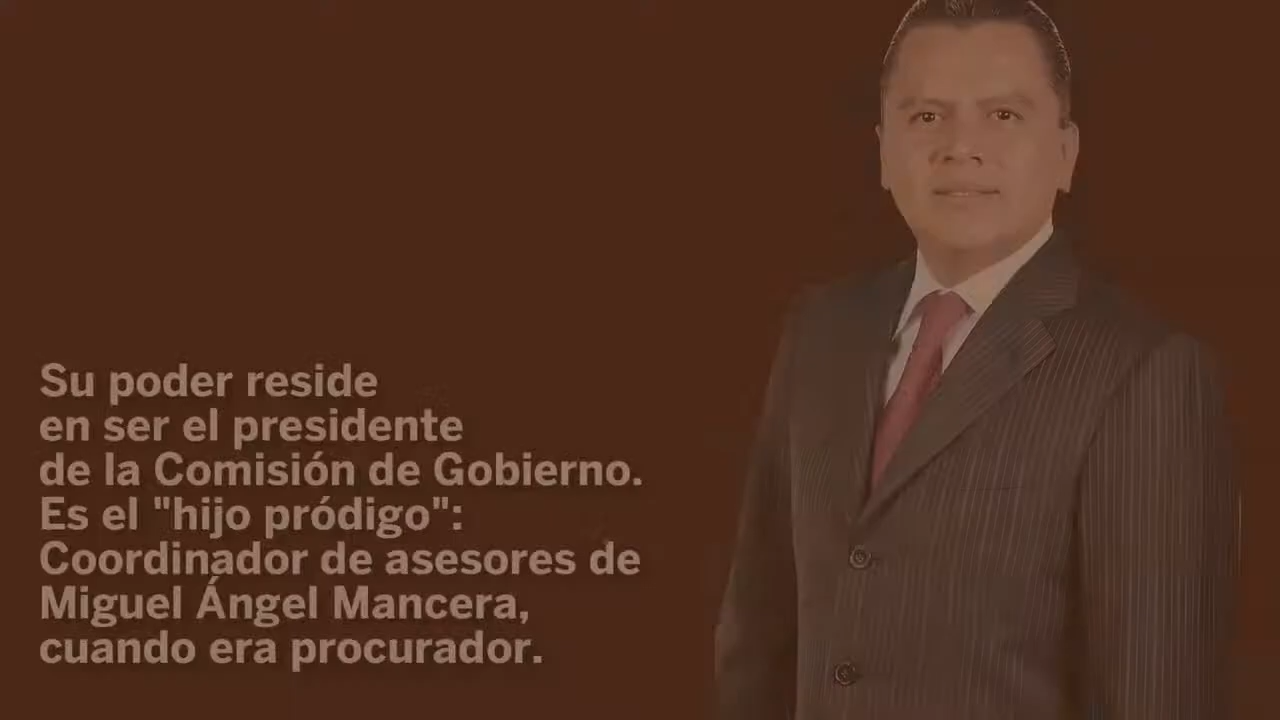 Su poder reside
en ser el presidente
de la Comisión de Gobierno.
Es el "hijo pródigo":
Coordinador de asesores de
Miguel Ángel Mancera,
cuando era procurador.